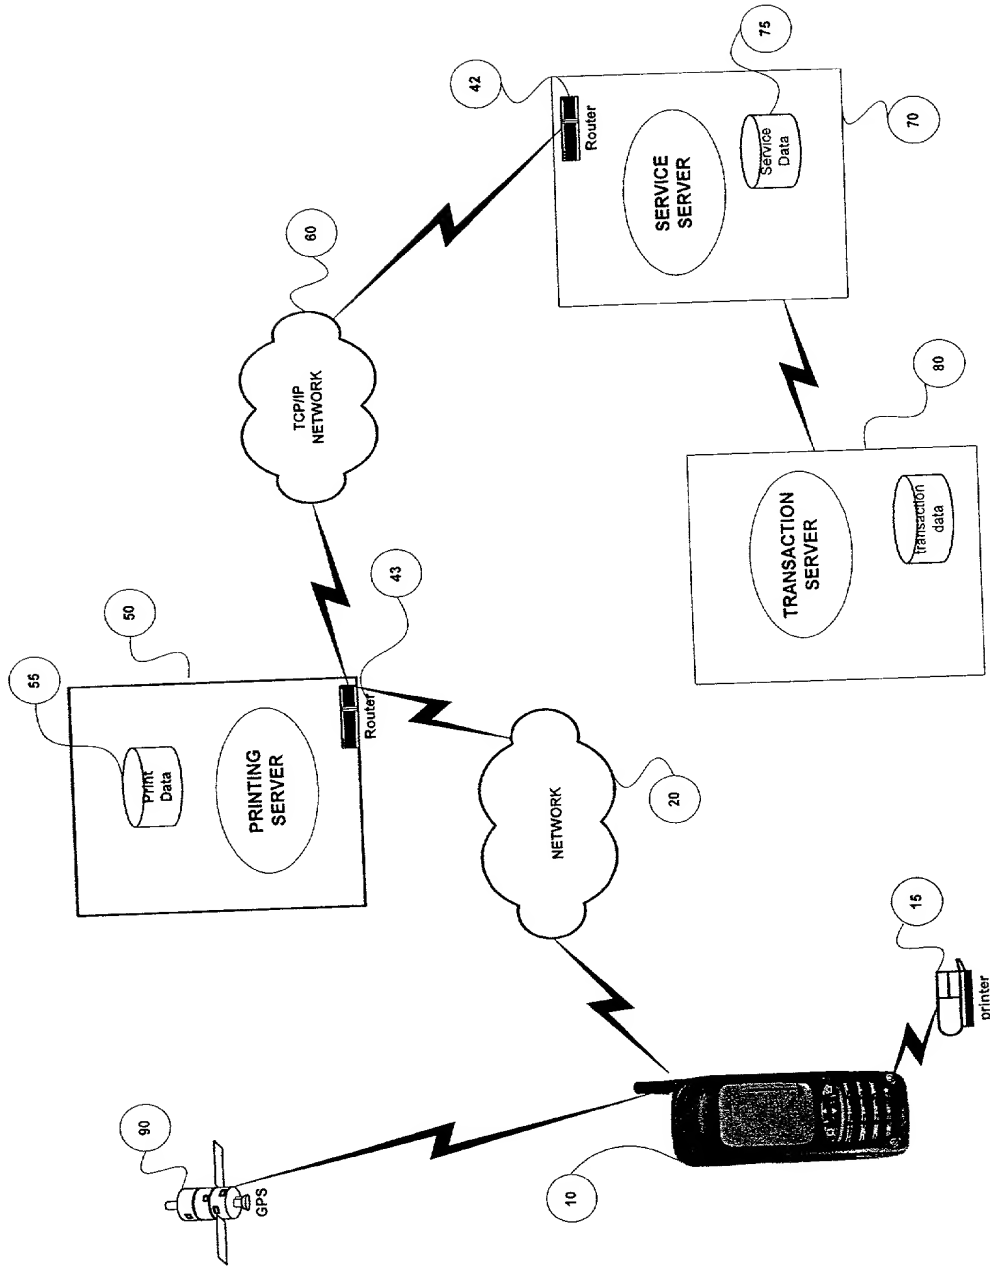 75
42
Router
SERVICE
SERVER
Service
Data
70
60
TCP/IP
NETWORK
80
TRANSACTION
SERVER
transaction
data
43
50
55
Print
Data
PRINTING
SERVER
Router
NETWORK
20
15
printer
90
GPS
10